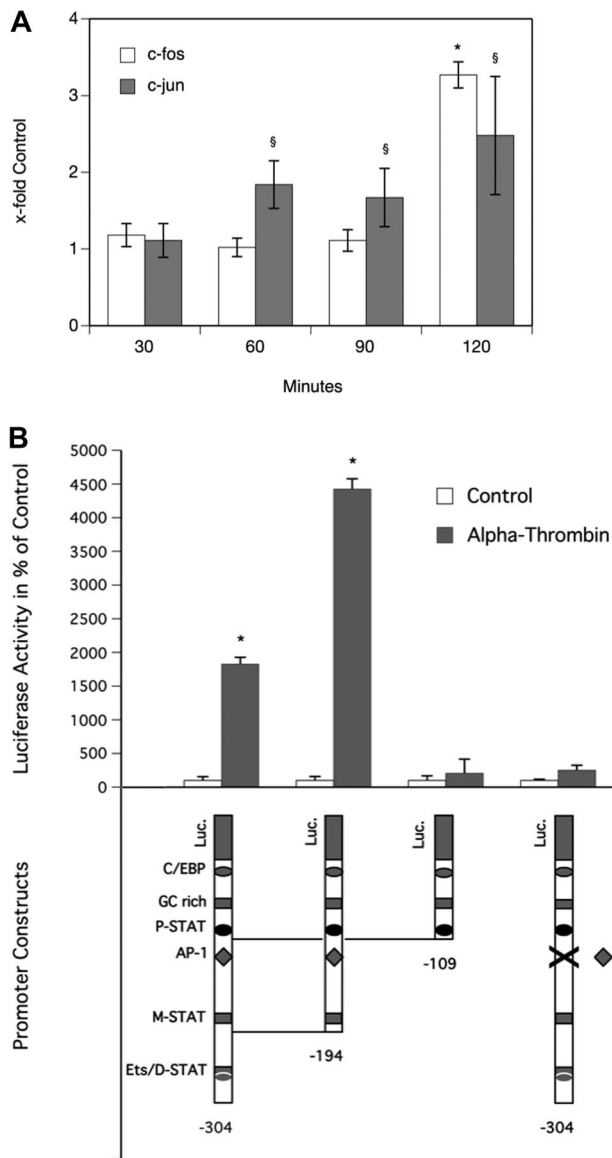 A
4
3
2
1
0
x-fold Control
c-fos
c-jun
§
§
*
§
30 60 90 120
Minutes
B
5000
4500
4000
3500
3000
2500
2000
1500
1000
500
0
Luciferase Activity in % of Control
*
*
Control
Alpha-Thrombin
Promoter Constructs
Luc. Luc. Luc. Luc.
C/EBP
GC rich
P-STAT
AP-1
-109
M-STAT
-194
Ets/D-STAT
-304 -304